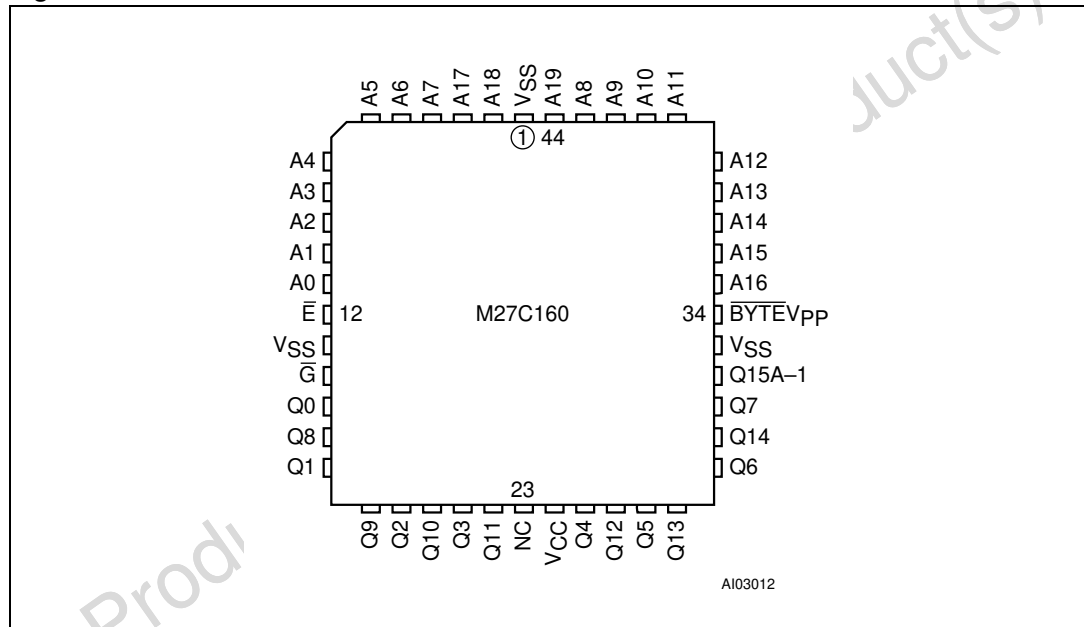 A5 A6 A7 A17 A18 VSS A19 A8 A9 A10 A11
1 44
A4 A12
A3 A13
A2 A14
A1 A15
A0 A16
E̅ 12 M27C160 34 B̅Y̅T̅E̅VPP
VSS VSS
G̅ Q15A–1
Q0 Q7
Q8 Q14
Q1 Q6
23
Q9 Q2 Q10 Q3 Q11 NC VCC Q4 Q12 Q5 Q13
AI03012